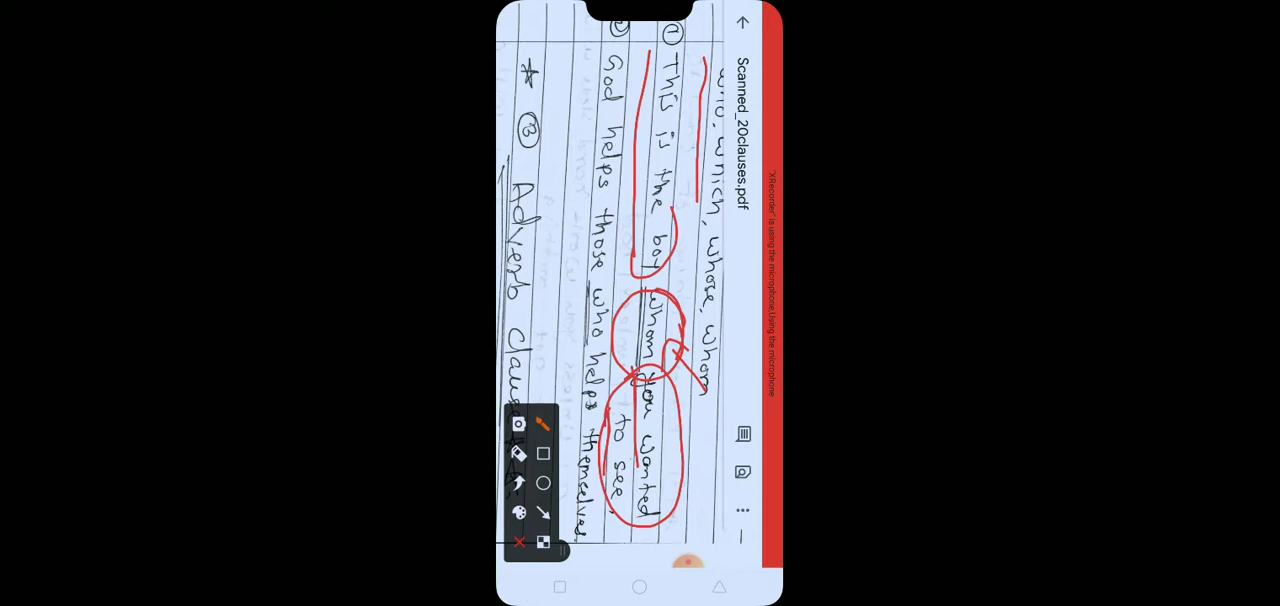 "XRecorder" is using the microphone,Using the microphone
Scanned_20clauses.pdf
who, which, whose, whom
① This is the boy whom you wanted
to see,
② God helps those who helps themselves.
* ③ Adverb clause